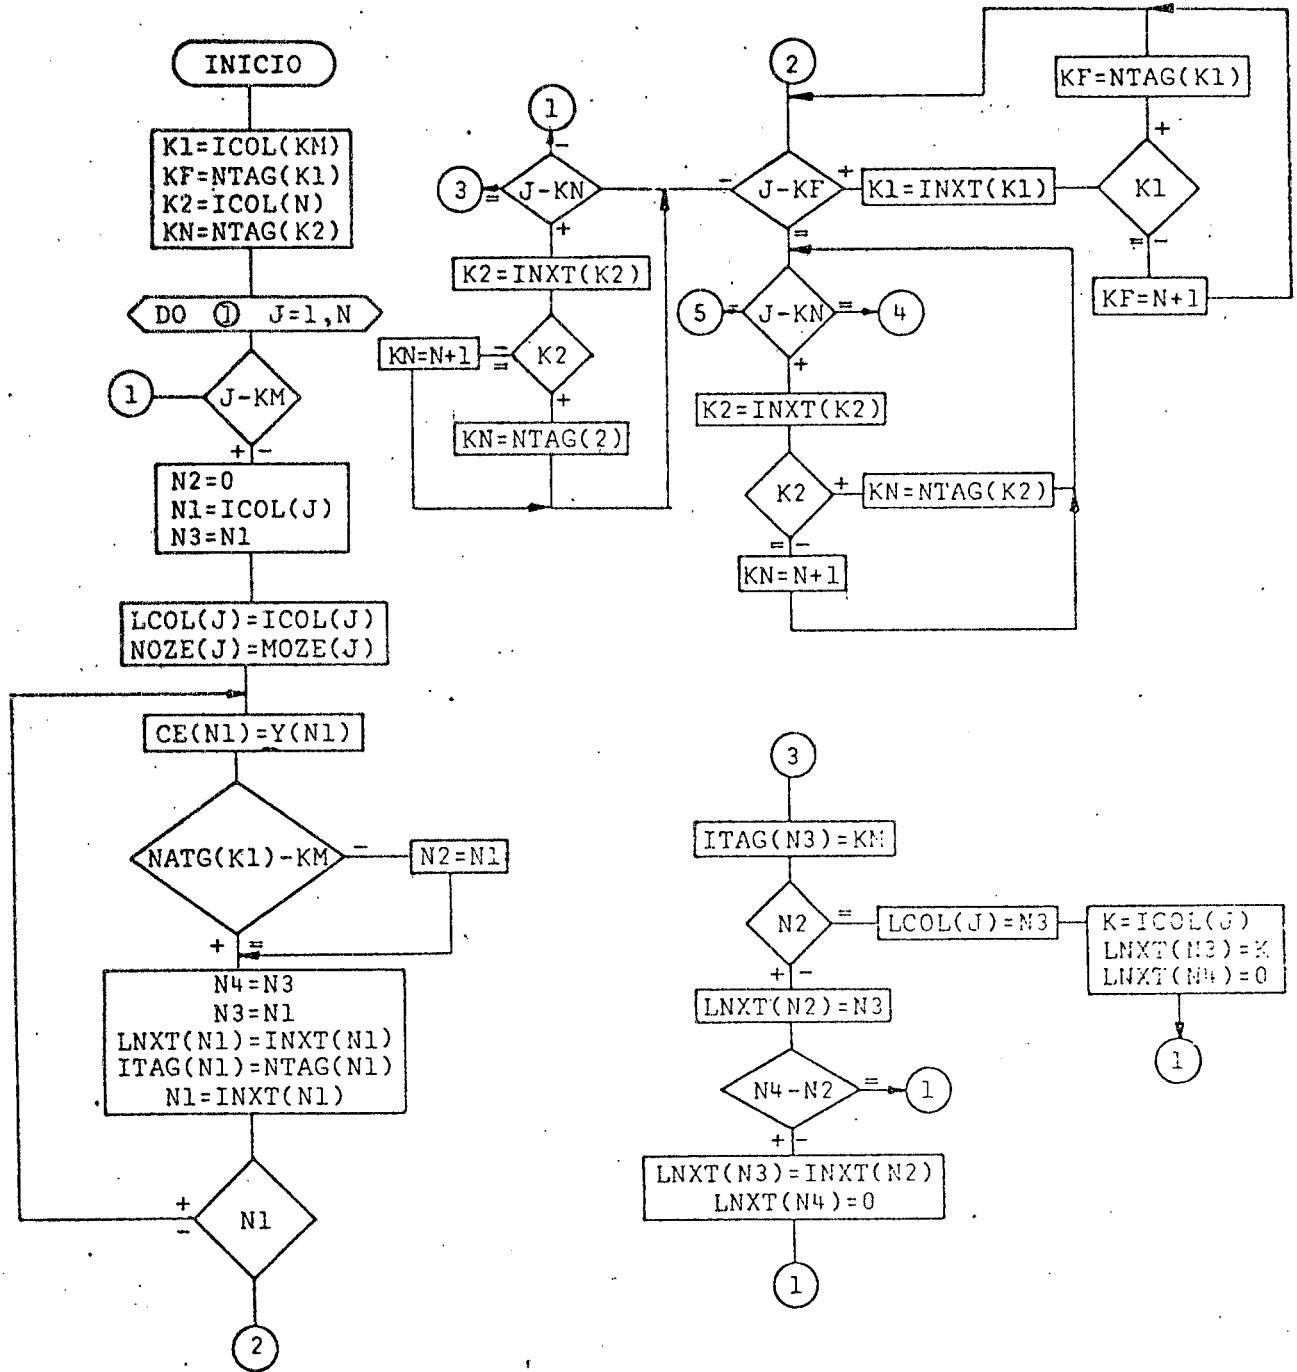 INICIO
K1=ICOL(KM)
KF=NTAG(K1)
K2=ICOL(N)
KN=NTAG(K2)
DO 1 J=1,N
1
J-KM
+ -
N2=0
N1=ICOL(J)
N3=N1
LCOL(J)=ICOL(J)
NOZE(J)=MOZE(J)
CE(N1)=Y(N1)
NATG(K1)-KM
-
N2=N1
+ =
N4=N3
N3=N1
LNXT(N1)=INXT(N1)
ITAG(N1)=NTAG(N1)
N1=INXT(N1)
+
-
N1
2
1
-
3
=
J-KN
+
K2=INXT(K2)
KN=N+1
-
=
K2
+
KN=NTAG(2)
2
-
J-KF
+
K1=INXT(K1)
K1
+
KF=NTAG(K1)
= -
KF=N+1
=
5
-
J-KN
=
4
+
K2=INXT(K2)
K2
+
KN=NTAG(K2)
= -
KN=N+1
3
ITAG(N3)=KM
N2
=
LCOL(J)=N3
K=ICOL(J)
LNXT(N3)=K
LNXT(N4)=0
1
+ -
LNXT(N2)=N3
N4-N2
=
1
+ -
LNXT(N3)=INXT(N2)
LNXT(N4)=0
1